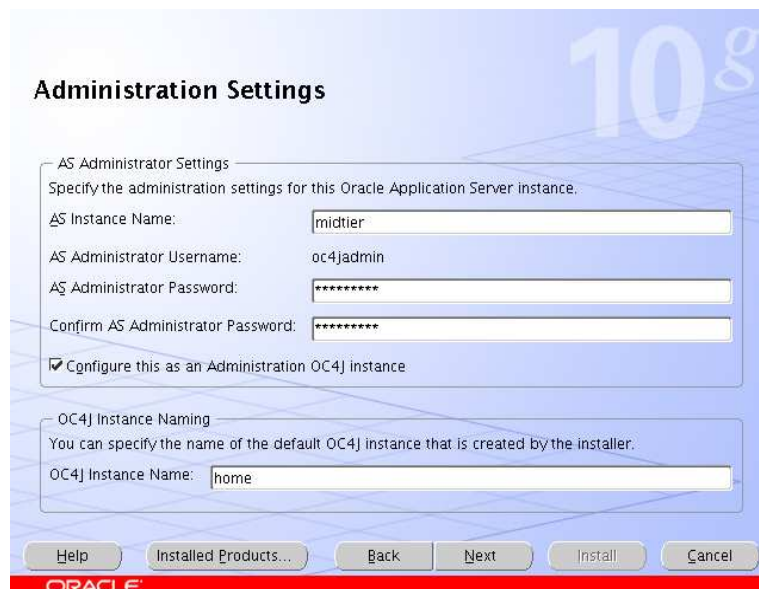 10g
Administration Settings
AS Administrator Settings
Specify the administration settings for this Oracle Application Server instance.
AS Instance Name:
midtier
AS Administrator Username:
oc4jadmin
AS Administrator Password:
*********
Confirm AS Administrator Password:
*********
Configure this as an Administration OC4J instance
OC4J Instance Naming
You can specify the name of the default OC4J instance that is created by the installer.
OC4J Instance Name:
home
Help
Installed Products...
Back
Next
Install
Cancel
ORACLE